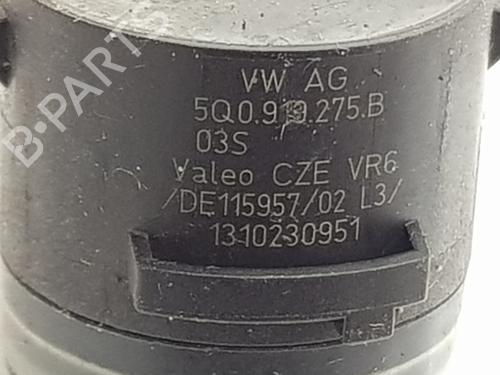 B-PARTS
VW AG
5Q0.919.275.B
03S
Valeo CZE VR6
/DE115957/02 L3/
1310230951